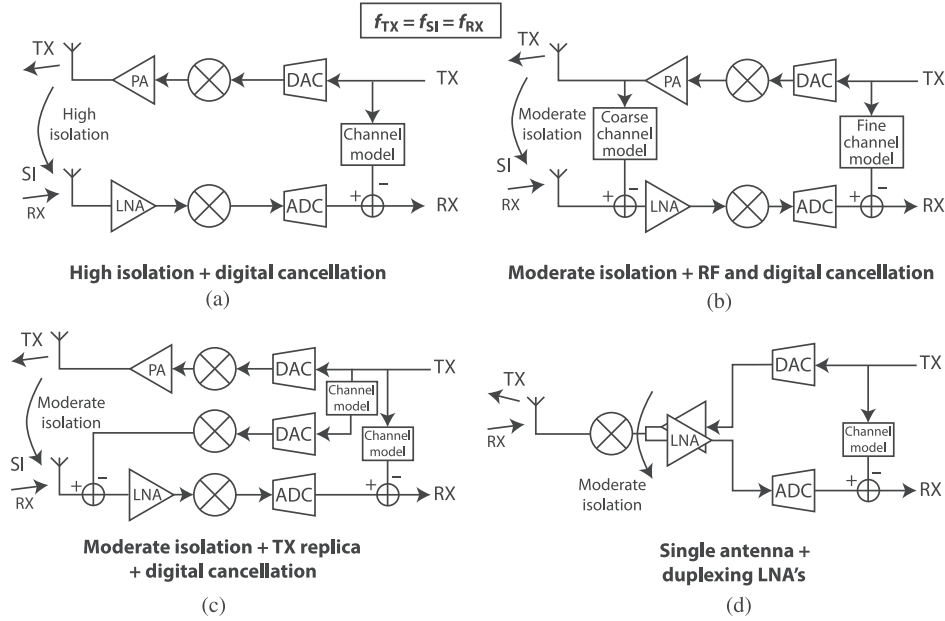 f_TX = f_SI = f_RX
TX
PA
DAC
TX
High
isolation
Channel
model
SI
RX
LNA
ADC
+
−
RX
High isolation + digital cancellation
(a)
TX
PA
DAC
TX
Moderate
isolation
Coarse
channel
model
Fine
channel
model
SI
RX
+
−
LNA
ADC
+
−
RX
Moderate isolation + RF and digital cancellation
(b)
TX
PA
DAC
TX
Channel
model
Moderate
isolation
DAC
Channel
model
SI
RX
+
−
LNA
ADC
+
−
RX
Moderate isolation + TX replica
+ digital cancellation
(c)
DAC
TX
TX
RX
LNA
Channel
model
Moderate
isolation
ADC
+
−
RX
Single antenna +
duplexing LNA's
(d)